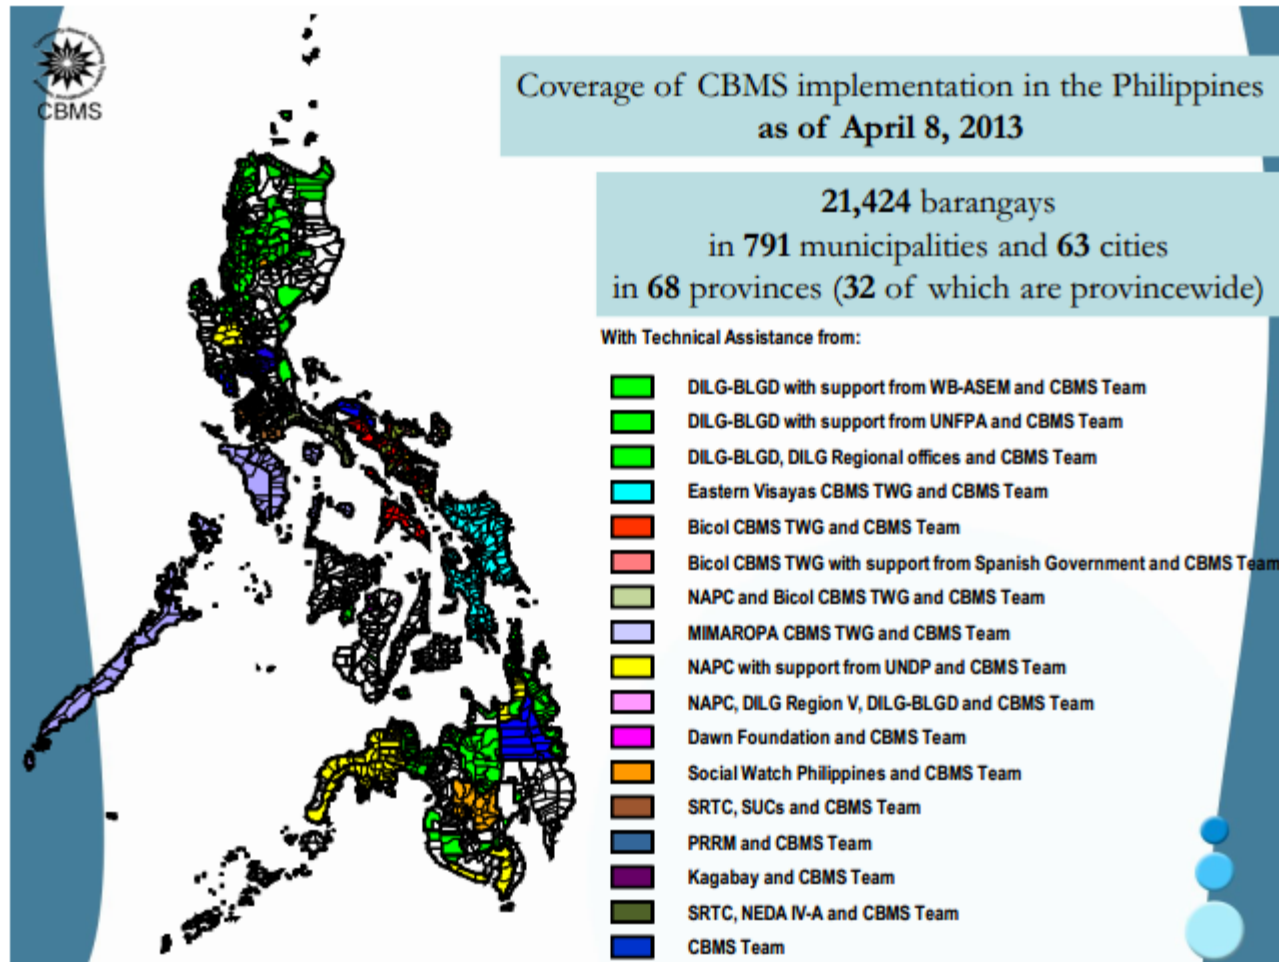 CBMS
Coverage of CBMS implementation in the Philippines
as of April 8, 2013
21,424 barangays
in 791 municipalities and 63 cities
in 68 provinces (32 of which are provincewide)
With Technical Assistance from:
DILG-BLGD with support from WB-ASEM and CBMS Team
DILG-BLGD with support from UNFPA and CBMS Team
DILG-BLGD, DILG Regional offices and CBMS Team
Eastern Visayas CBMS TWG and CBMS Team
Bicol CBMS TWG and CBMS Team
Bicol CBMS TWG with support from Spanish Government and CBMS Team
NAPC and Bicol CBMS TWG and CBMS Team
MIMAROPA CBMS TWG and CBMS Team
NAPC with support from UNDP and CBMS Team
NAPC, DILG Region V, DILG-BLGD and CBMS Team
Dawn Foundation and CBMS Team
Social Watch Philippines and CBMS Team
SRTC, SUCs and CBMS Team
PRRM and CBMS Team
Kagabay and CBMS Team
SRTC, NEDA IV-A and CBMS Team
CBMS Team